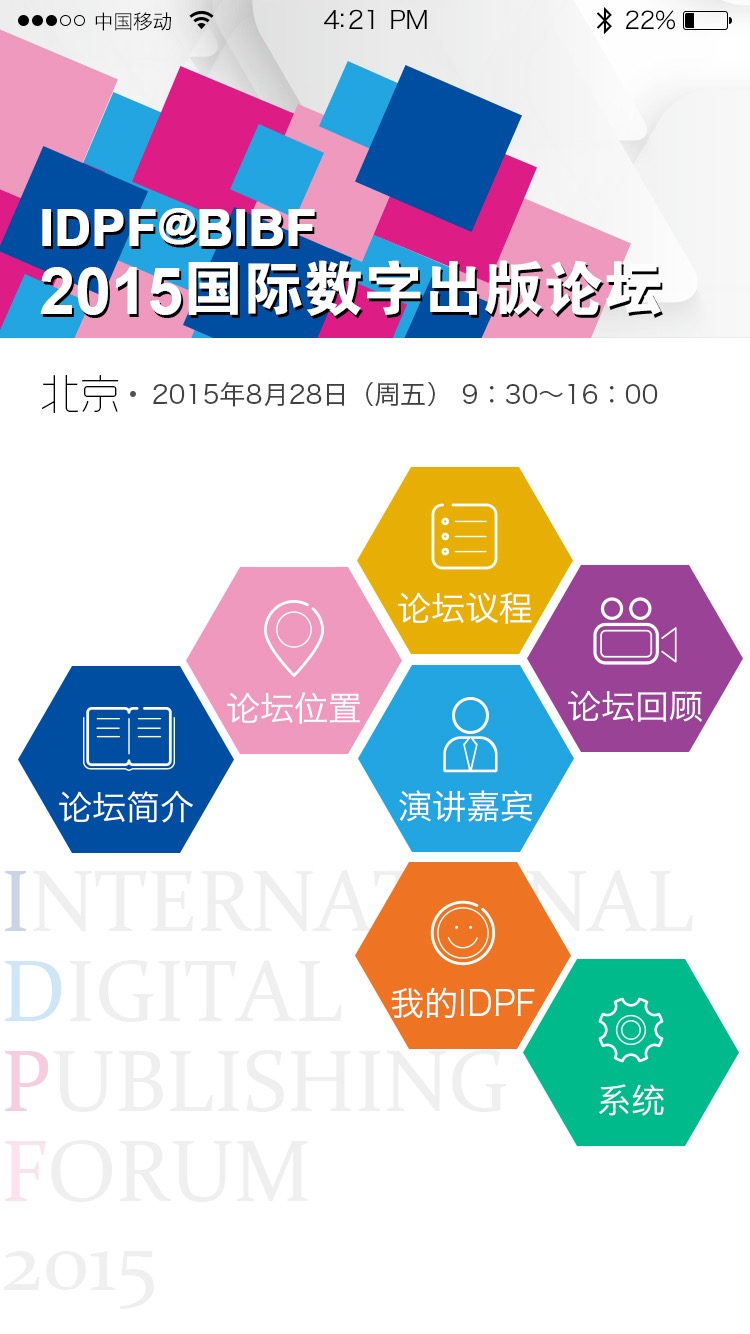 中国移动 4:21 PM 22%
IDPF@BIBF
2015国际数字出版论坛
北京・2015年8月28日（周五） 9：30～16：00
论坛议程
论坛位置
论坛回顾
论坛简介
演讲嘉宾
我的IDPF
系统
INTERNATIONAL
DIGITAL
PUBLISHING
FORUM
2015